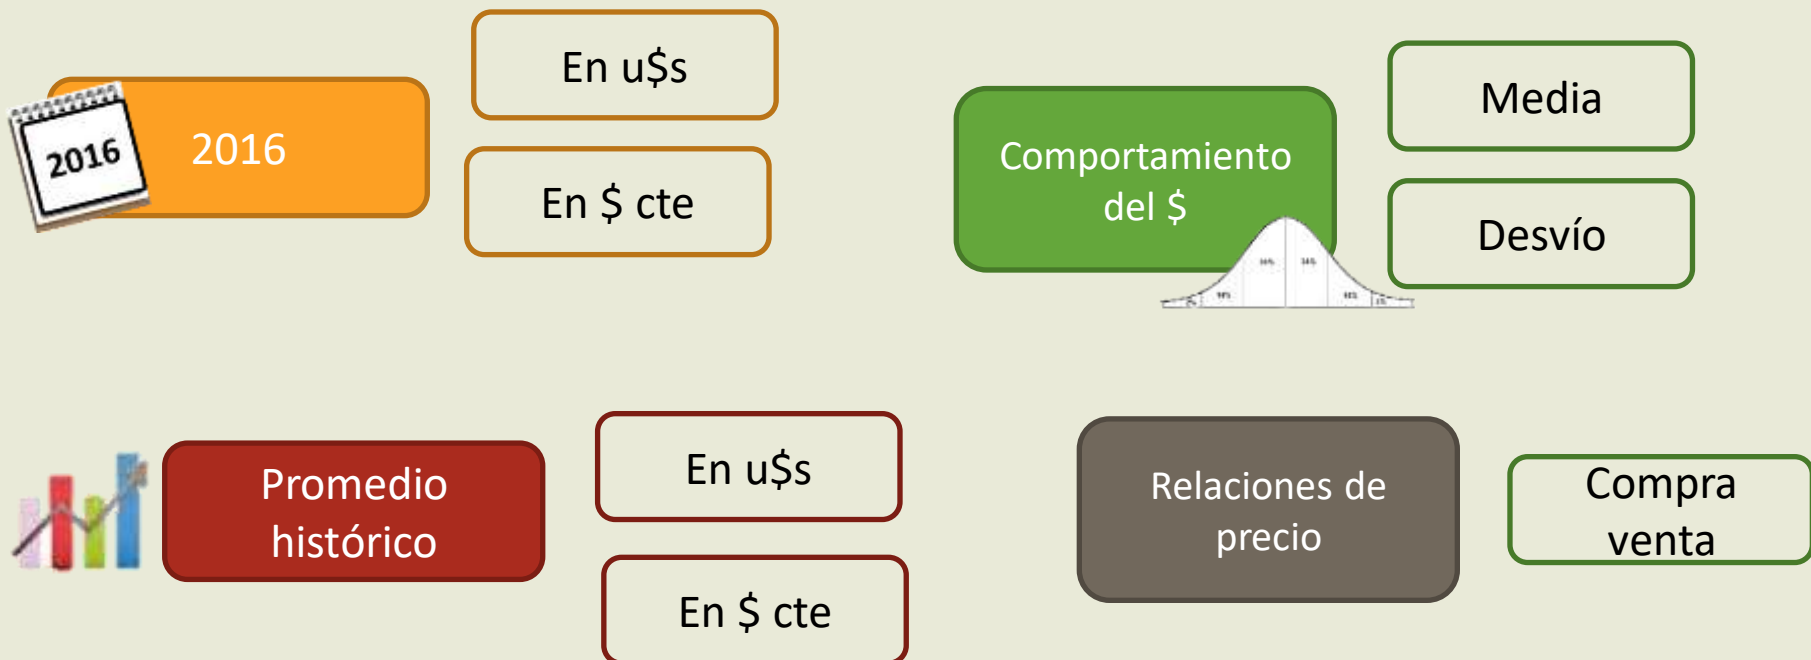 2016
2016
En u$s
En $ cte
Comportamiento
del $
Media
Desvío
Promedio
histórico
En u$s
En $ cte
Relaciones de
precio
Compra
venta